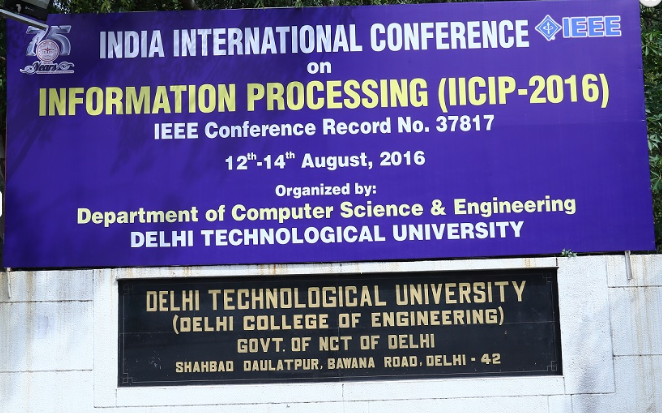 75
Years
INDIA INTERNATIONAL CONFERENCE
IEEE
on
INFORMATION PROCESSING (IICIP-2016)
IEEE Conference Record No. 37817
12th-14th August, 2016
Organized by:
Department of Computer Science & Engineering
DELHI TECHNOLOGICAL UNIVERSITY
DELHI TECHNOLOGICAL UNIVERSITY
(DELHI COLLEGE OF ENGINEERING)
GOVT. OF NCT OF DELHI
SHAHBAD DAULATPUR, BAWANA ROAD, DELHI - 42